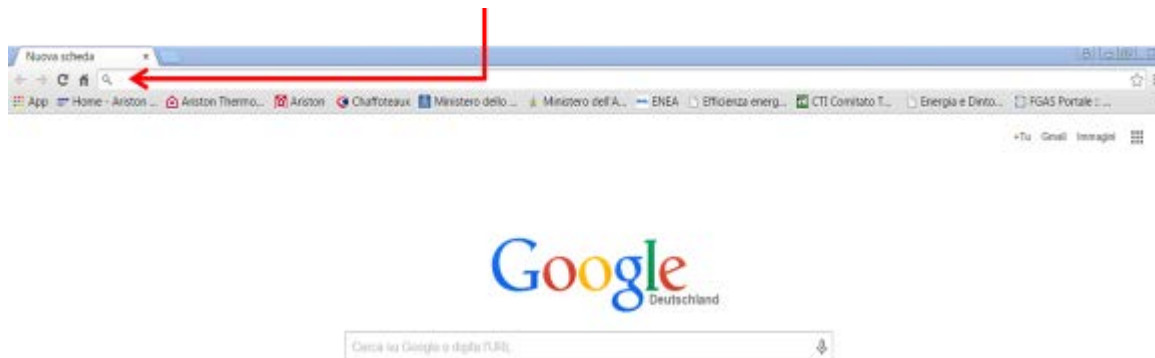 Nuova scheda
App Home - Ariston ... Ariston Thermo... Ariston Chaffoteaux Ministero dello ... Ministero dell'A... ENEA Efficienza energ... CTI Comitato T... Energia e Dinto... FGAS Portale :: ...
+Tu Gmail Immagini
Google
Deutschland
Cerca su Google o digita l'URL